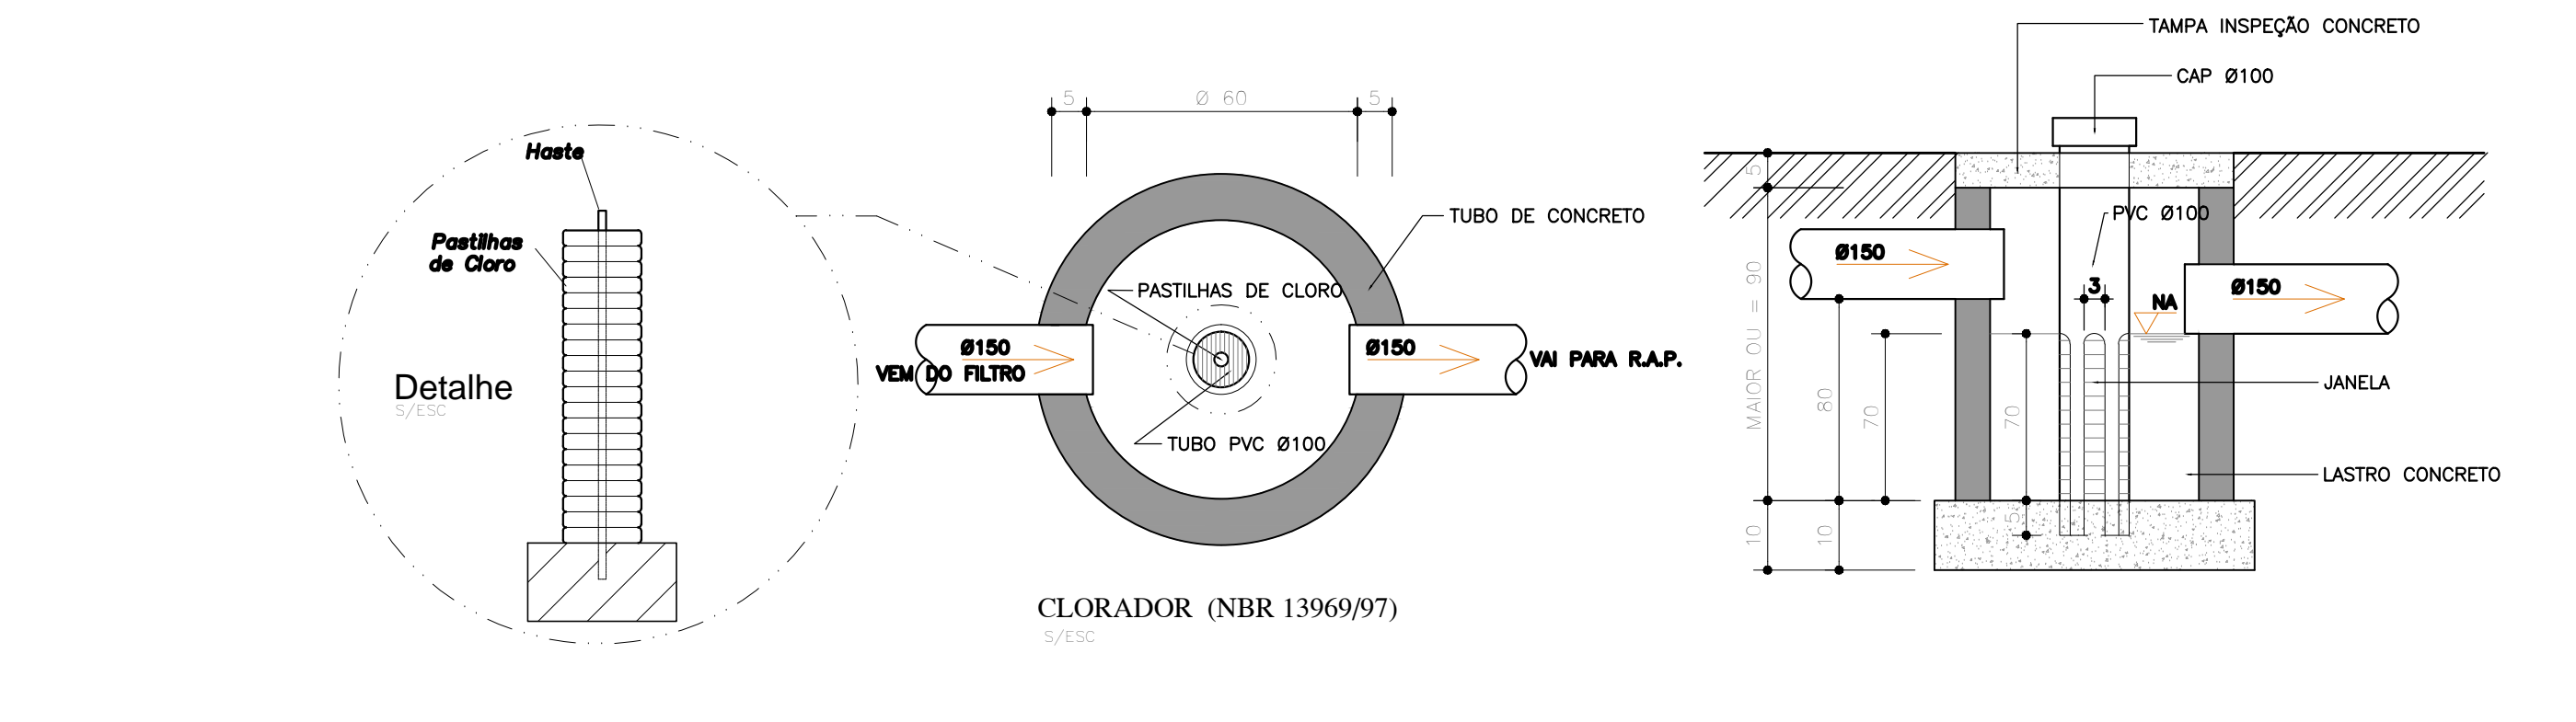 Haste
Pastilhas
de Cloro
Detalhe
S/ESC
5
Ø 60
5
TUBO DE CONCRETO
PASTILHAS DE CLORO
Ø150
VEM DO FILTRO
Ø150
VAI PARA R.A.P.
TUBO PVC Ø100
CLORADOR (NBR 13969/97)
S/ESC
TAMPA INSPEÇÃO CONCRETO
CAP Ø100
5
PVC Ø100
Ø150
3
NA
Ø150
MAIOR OU = 90
80
70
70
JANELA
LASTRO CONCRETO
10
10
5